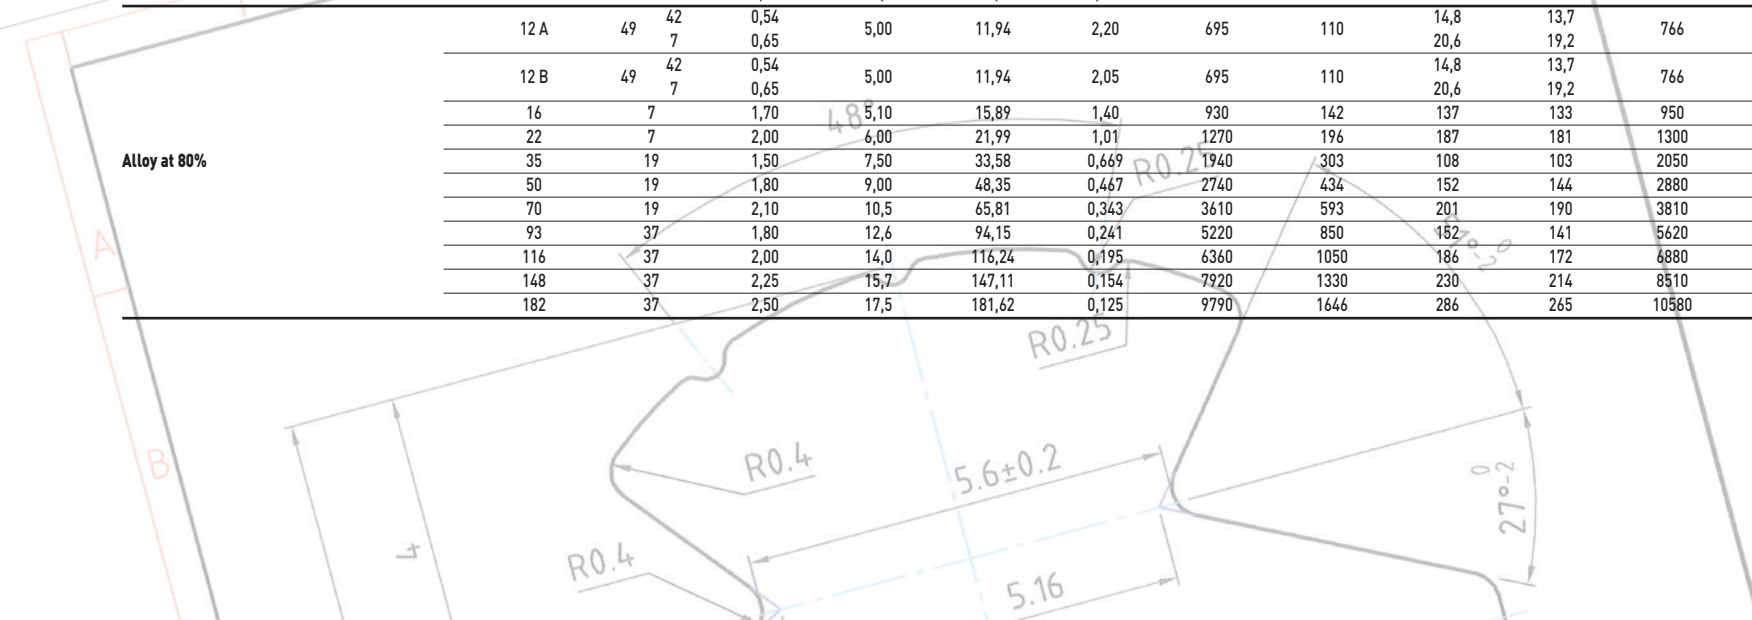 42 0,54 14,8 13,7
12 A 49 5,00 11,94 2,20 695 110 766
7 0,65 20,6 19,2
42 0,54 14,8 13,7
12 B 49 5,00 11,94 2,05 695 110 766
7 0,65 20,6 19,2
16 7 1,70 5,10 15,89 1,40 930 142 137 133 950
22 7 2,00 6,00 21,99 1,01 1270 196 187 181 1300
Alloy at 80% 35 19 1,50 7,50 33,58 0,669 1940 303 108 103 2050
50 19 1,80 9,00 48,35 0,467 2740 434 152 144 2880
70 19 2,10 10,5 65,81 0,343 3610 593 201 190 3810
93 37 1,80 12,6 94,15 0,241 5220 850 152 141 5620
116 37 2,00 14,0 116,24 0,195 6360 1050 186 172 6880
148 37 2,25 15,7 147,11 0,154 7920 1330 230 214 8510
182 37 2,50 17,5 181,62 0,125 9790 1646 286 265 10580
48°
R0.25
A
R0.25
B
R0.4
5.6±0.2
27° 0 -2
4
R0.4
5.16